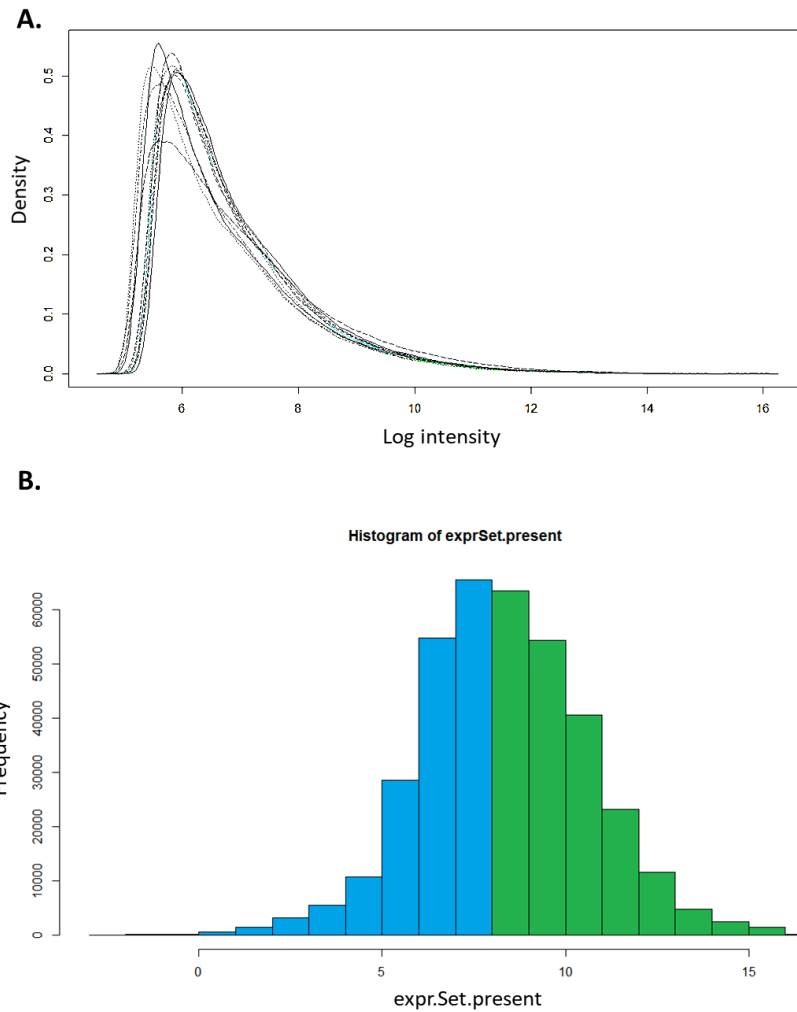 A.
0.5
0.4
0.3
0.2
0.1
0.0
Density
6 8 10 12 14 16
Log intensity
B.
Histogram of exprSet.present
60000
50000
40000
30000
20000
10000
0
Frequency
0 5 10 15
expr.Set.present